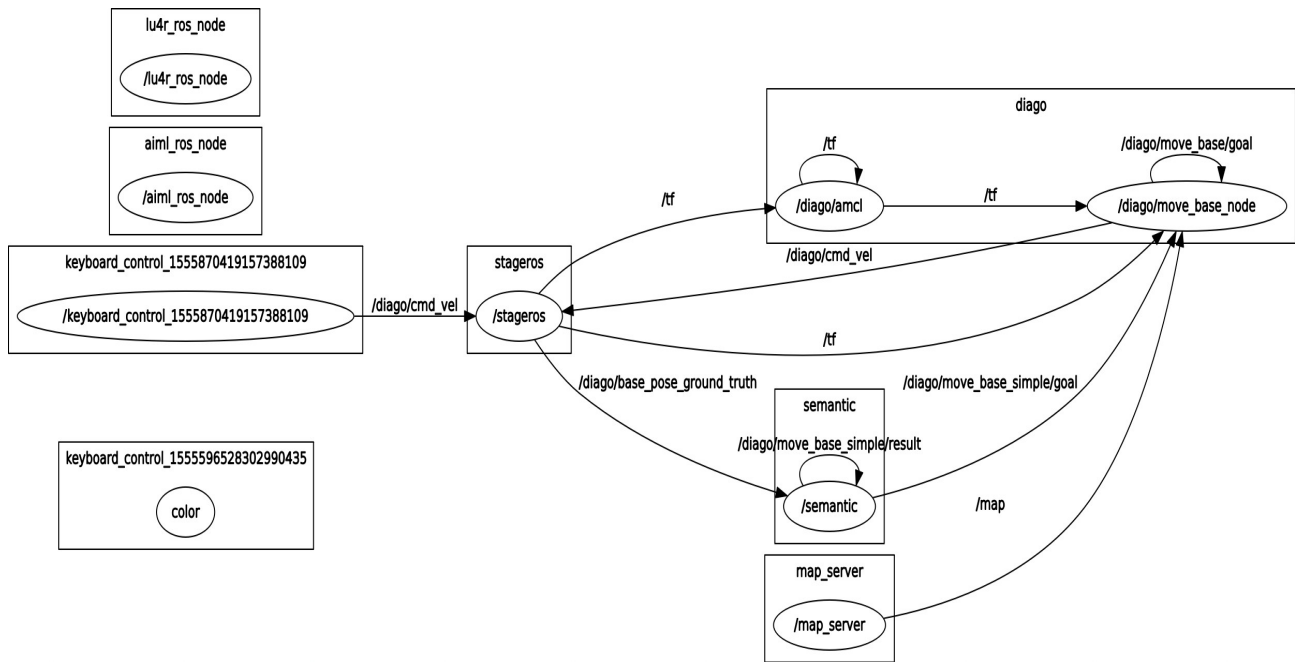 lu4r_ros_node
/lu4r_ros_node
aiml_ros_node
/aiml_ros_node
keyboard_control_1555870419157388109
/keyboard_control_1555870419157388109
/diago/cmd_vel
keyboard_control_1555596528302990435
color
stageros
/stageros
/tf
/diago/cmd_vel
/tf
/diago/base_pose_ground_truth
diago
/tf
/diago/amcl
/tf
/diago/move_base/goal
/diago/move_base_node
/diago/move_base_simple/goal
semantic
/diago/move_base_simple/result
/semantic
/map
map_server
/map_server